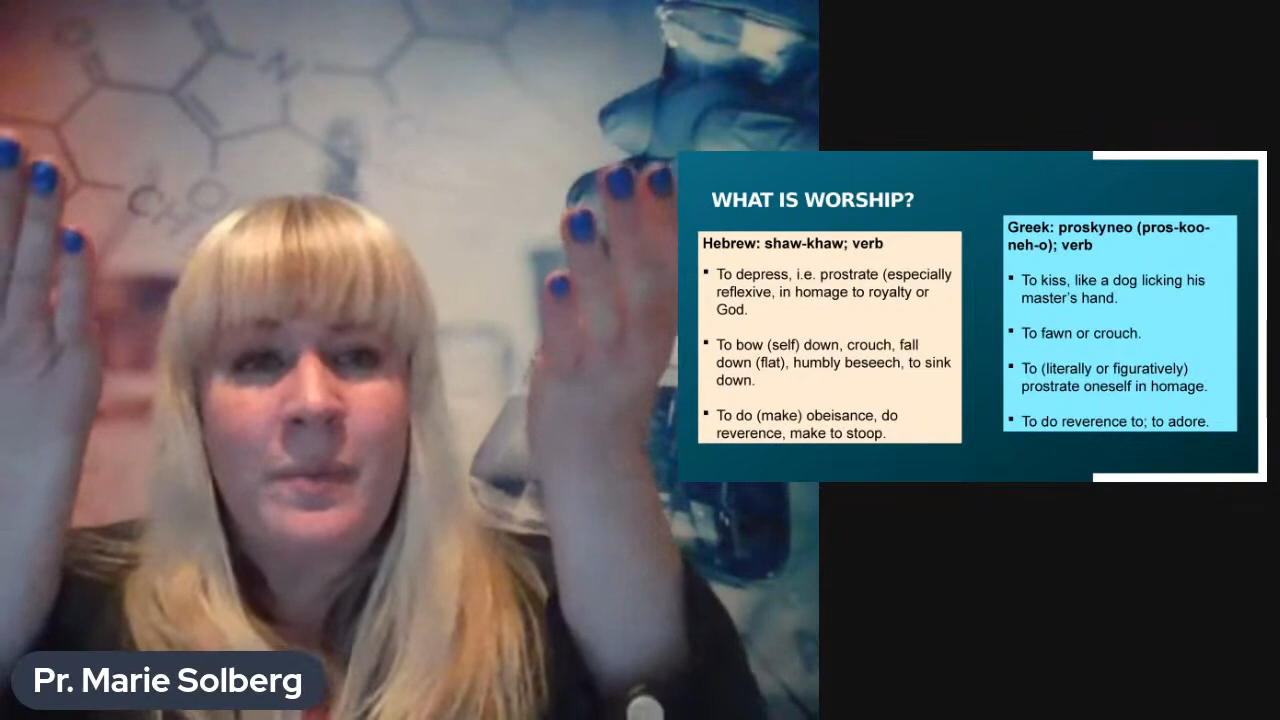 WHAT IS WORSHIP?
Hebrew: shaw-khaw; verb
▪ To depress, i.e. prostrate (especially
reflexive, in homage to royalty or
God.
▪ To bow (self) down, crouch, fall
down (flat), humbly beseech, to sink
down.
▪ To do (make) obeisance, do
reverence, make to stoop.
Greek: proskyneo (pros-koo-
neh-o); verb
▪ To kiss, like a dog licking his
master's hand.
▪ To fawn or crouch.
▪ To (literally or figuratively)
prostrate oneself in homage.
▪ To do reverence to; to adore.
Pr. Marie Solberg
N
O
O
CH₃O